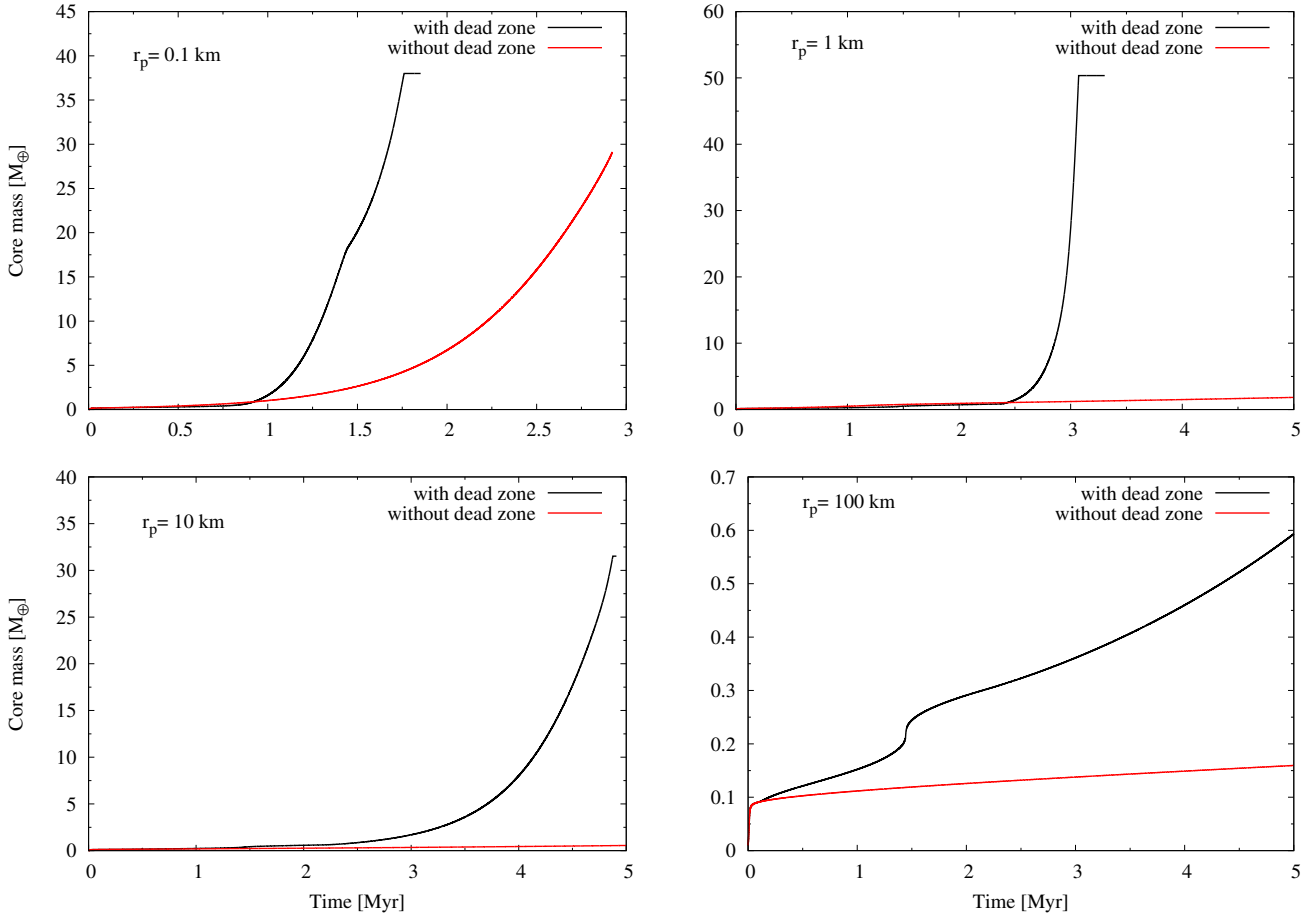 with dead zone
without dead zone
r_p= 0.1 km
Core mass [M_⊕]
45
40
35
30
25
20
15
10
5
0
0 0.5 1 1.5 2 2.5 3
with dead zone
without dead zone
r_p= 1 km
60
50
40
30
20
10
0
0 1 2 3 4 5
with dead zone
without dead zone
r_p= 10 km
Core mass [M_⊕]
40
35
30
25
20
15
10
5
0
0 1 2 3 4 5
Time [Myr]
with dead zone
without dead zone
r_p= 100 km
0.7
0.6
0.5
0.4
0.3
0.2
0.1
0
0 1 2 3 4 5
Time [Myr]